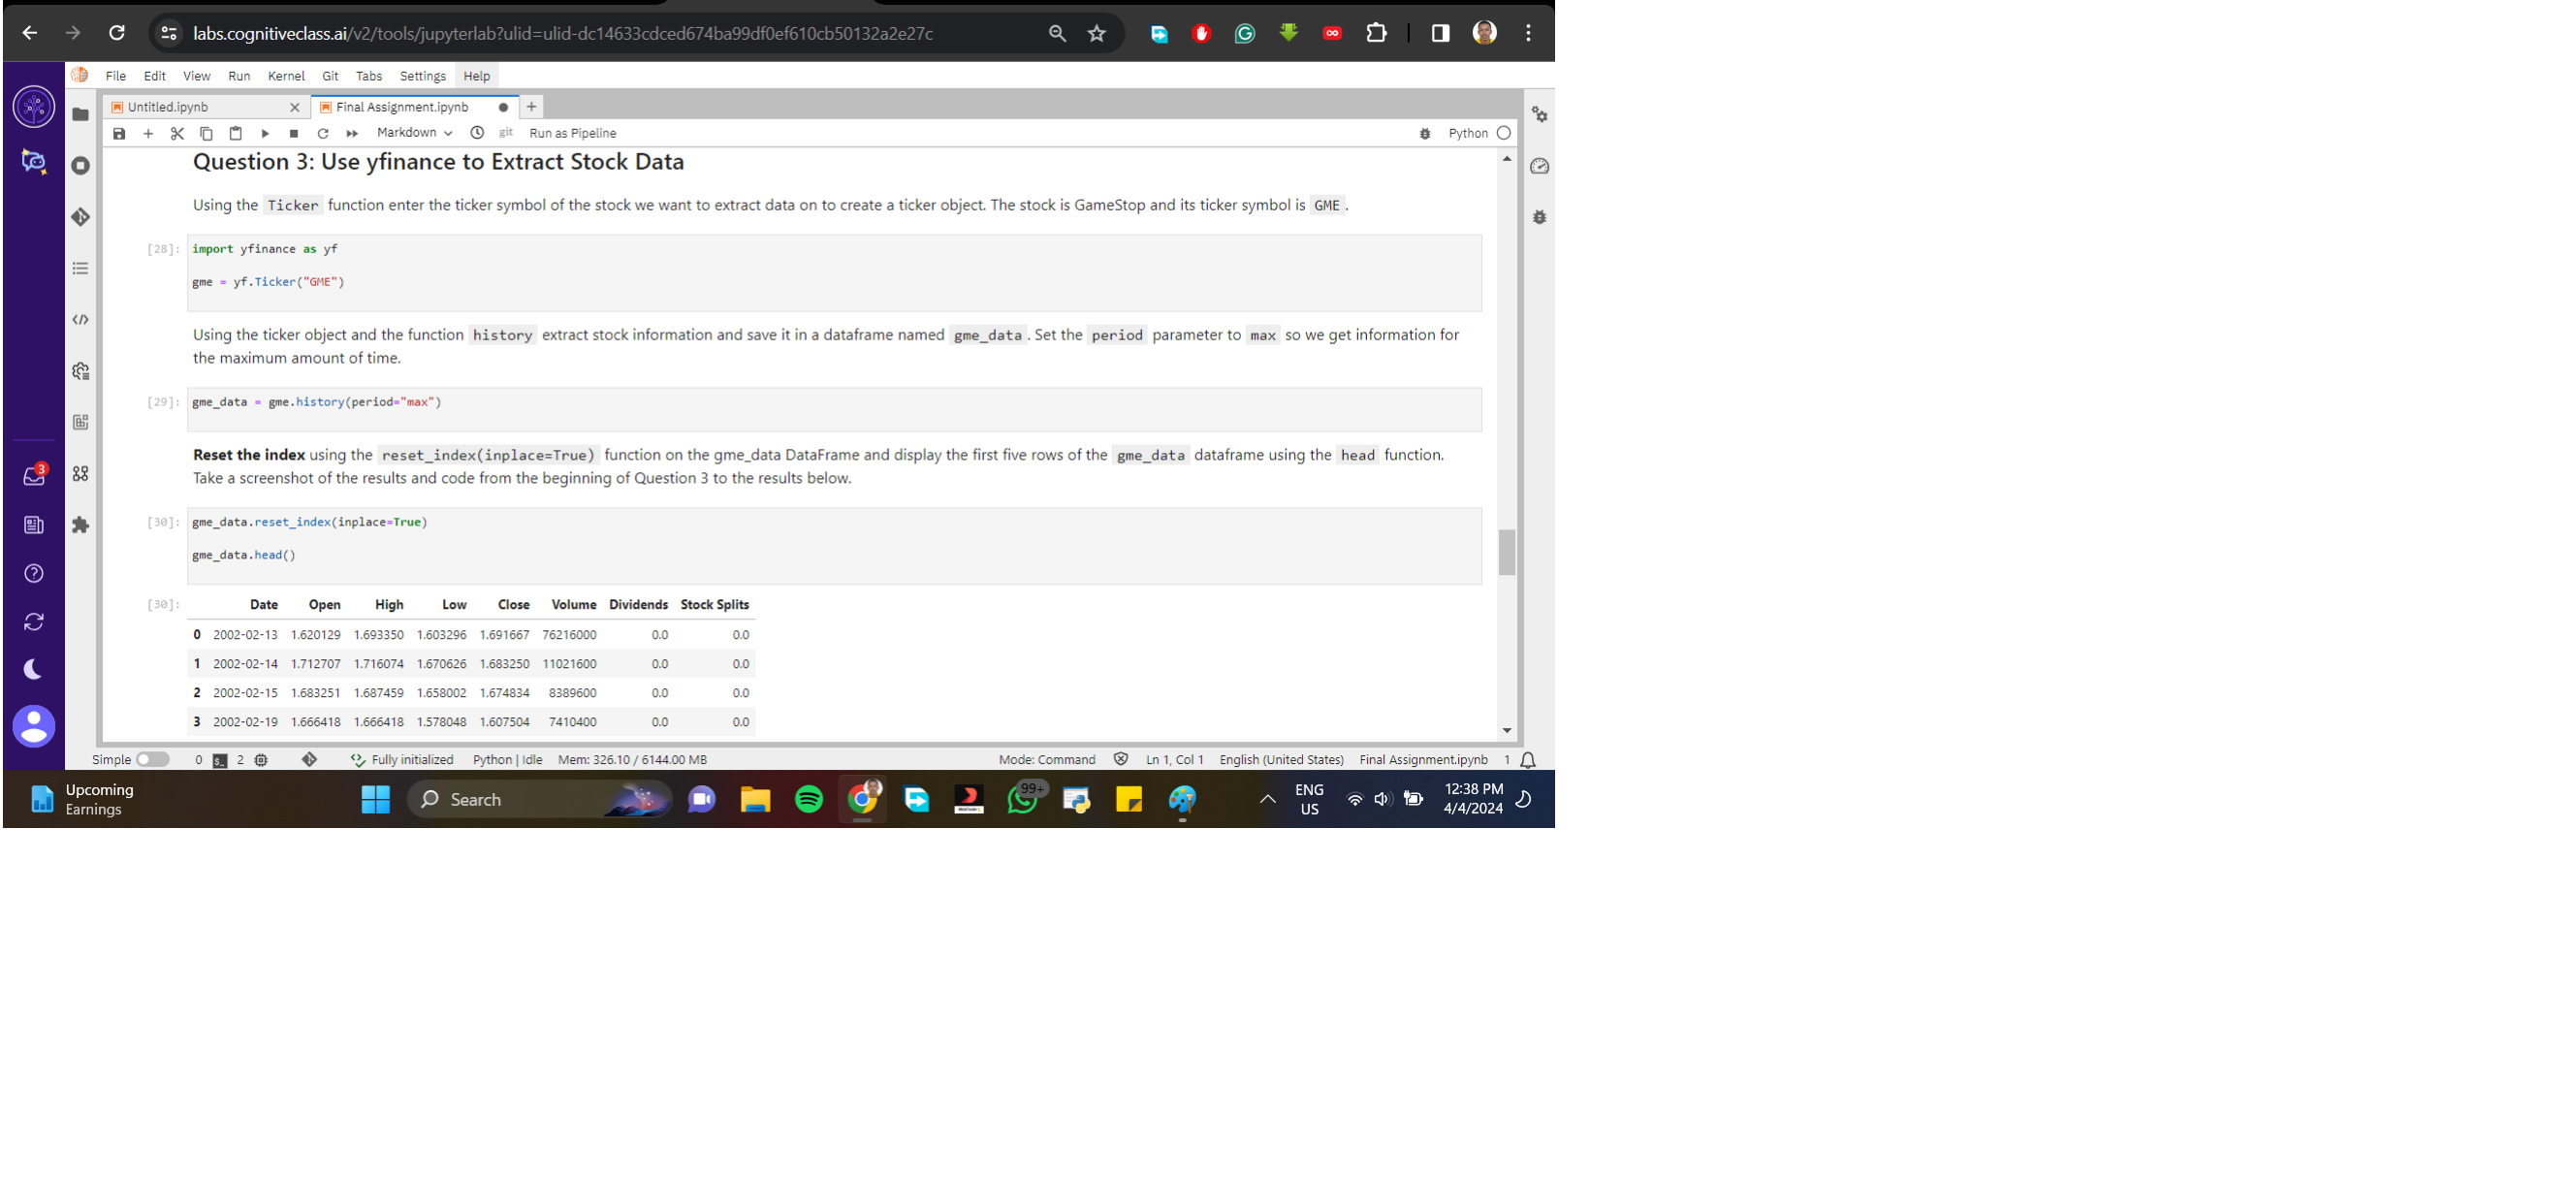 labs.cognitiveclass.ai/v2/tools/jupyterlab?ulid=ulid-dc14633cdced674ba99df0ef610cb50132a2e27c
File Edit View Run Kernel Git Tabs Settings Help
Untitled.ipynb Final Assignment.ipynb
Markdown git Run as Pipeline Python
Question 3: Use yfinance to Extract Stock Data
Using the Ticker function enter the ticker symbol of the stock we want to extract data on to create a ticker object. The stock is GameStop and its ticker symbol is GME .
[28]: import yfinance as yf
gme = yf.Ticker("GME")
Using the ticker object and the function history extract stock information and save it in a dataframe named gme_data . Set the period parameter to max so we get information for
the maximum amount of time.
[29]: gme_data = gme.history(period="max")
Reset the index using the reset_index(inplace=True) function on the gme_data DataFrame and display the first five rows of the gme_data dataframe using the head function.
Take a screenshot of the results and code from the beginning of Question 3 to the results below.
[30]: gme_data.reset_index(inplace=True)
gme_data.head()
[30]: Date Open High Low Close Volume Dividends Stock Splits
0 2002-02-13 1.620129 1.693350 1.603296 1.691667 76216000 0.0 0.0
1 2002-02-14 1.712707 1.716074 1.670626 1.683250 11021600 0.0 0.0
2 2002-02-15 1.683251 1.687459 1.658002 1.674834 8389600 0.0 0.0
3 2002-02-19 1.666418 1.666418 1.578048 1.607504 7410400 0.0 0.0
3
Simple 0 2 Fully initialized Python | Idle Mem: 326.10 / 6144.00 MB Mode: Command Ln 1, Col 1 English (United States) Final Assignment.ipynb 1
Upcoming
Earnings
Search
99+
ENG
US
12:38 PM
4/4/2024